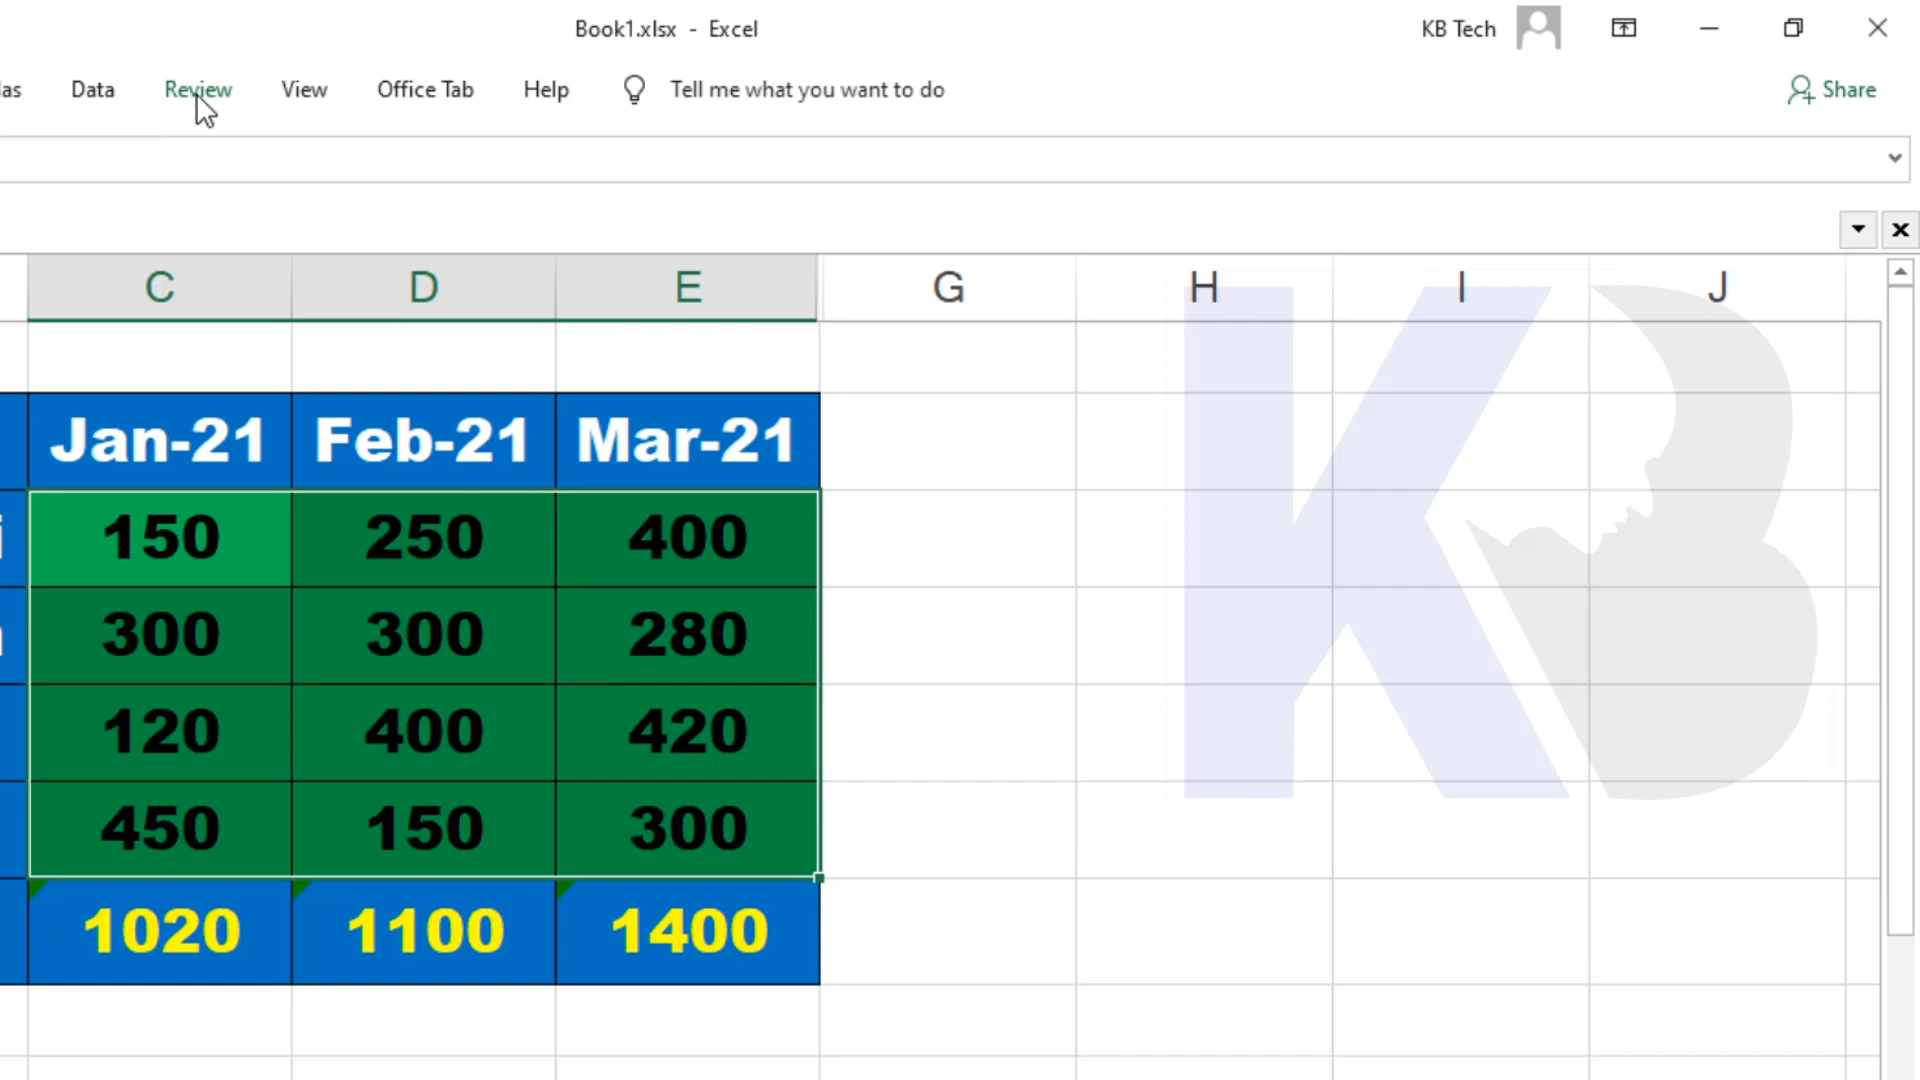 Book1.xlsx - Excel
KB Tech
las Data Review View Office Tab Help Tell me what you want to do Share
C D E G H I J
Jan-21 Feb-21 Mar-21
150 250 400
300 300 280
120 400 420
450 150 300
1020 1100 1400
KB